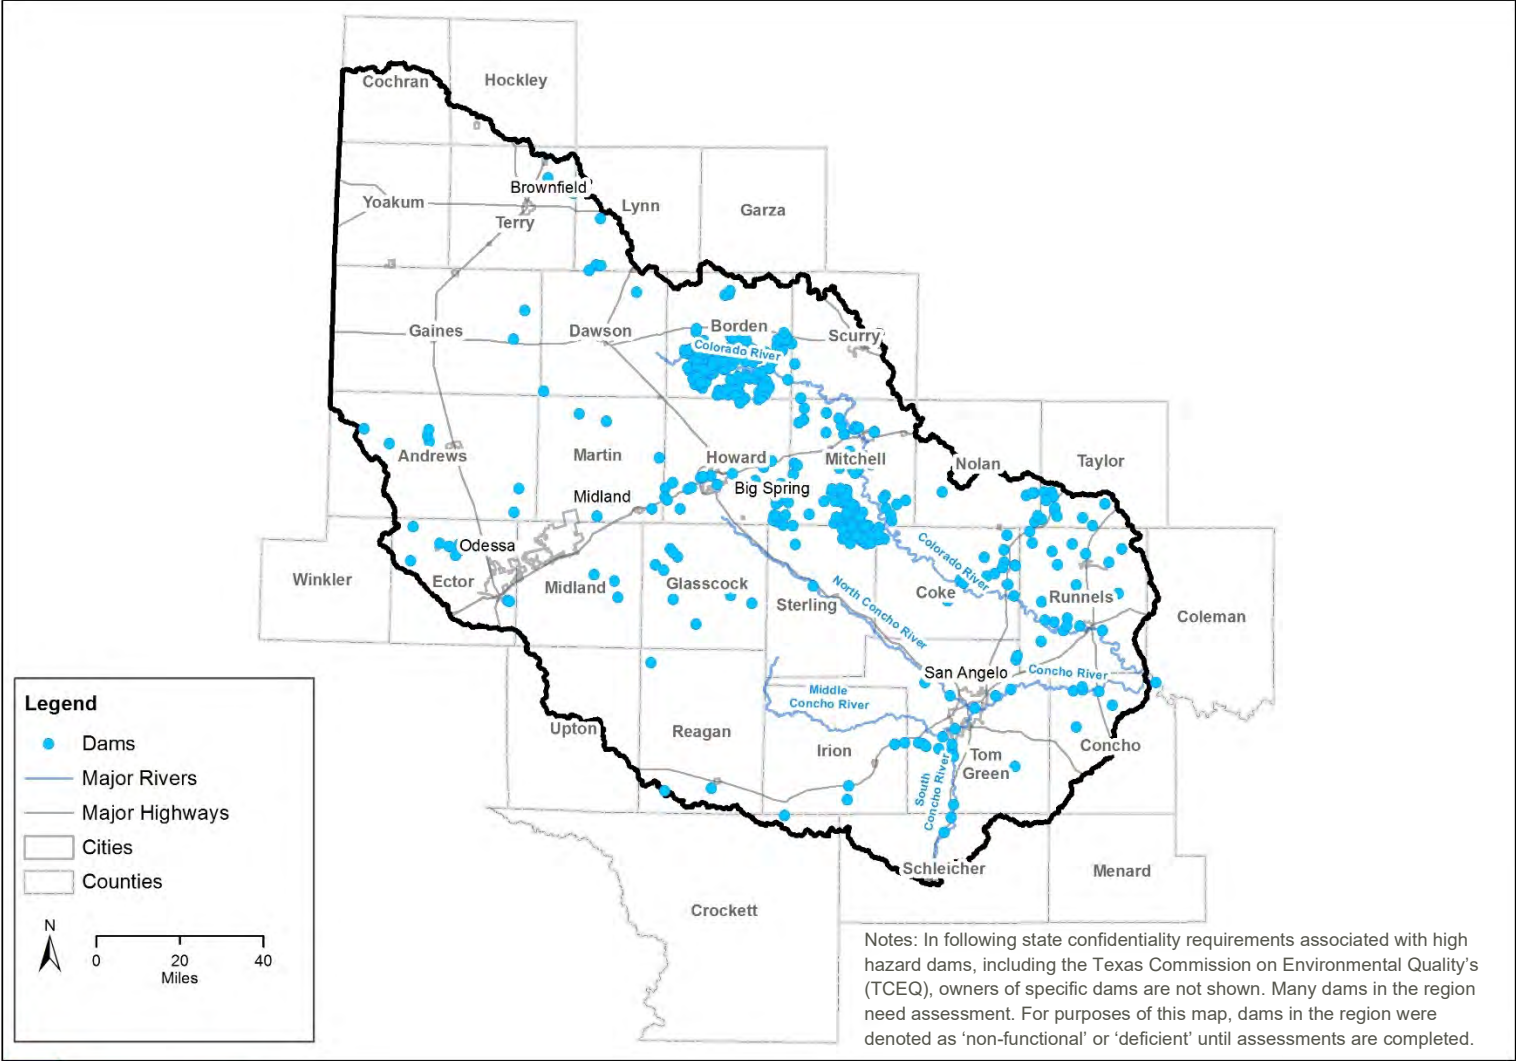 Cochran
Hockley
Yoakum
Brownfield
Terry
Lynn
Garza
Gaines
Dawson
Borden
Scurry
Colorado River
Andrews
Martin
Howard
Mitchell
Nolan
Taylor
Big Spring
Midland
Odessa
Winkler
Ector
Midland
Glasscock
Sterling
North Concho River
Colorado River
Coke
Runnels
Coleman
San Angelo
Concho River
Middle
Concho River
Upton
Reagan
Irion
Tom
Green
Concho
South
Concho River
Schleicher
Menard
Crockett
Legend
Dams
Major Rivers
Major Highways
Cities
Counties
N
0 20 40
Miles
Notes: In following state confidentiality requirements associated with high
hazard dams, including the Texas Commission on Environmental Quality’s
(TCEQ), owners of specific dams are not shown. Many dams in the region
need assessment. For purposes of this map, dams in the region were
denoted as ‘non-functional’ or ‘deficient’ until assessments are completed.